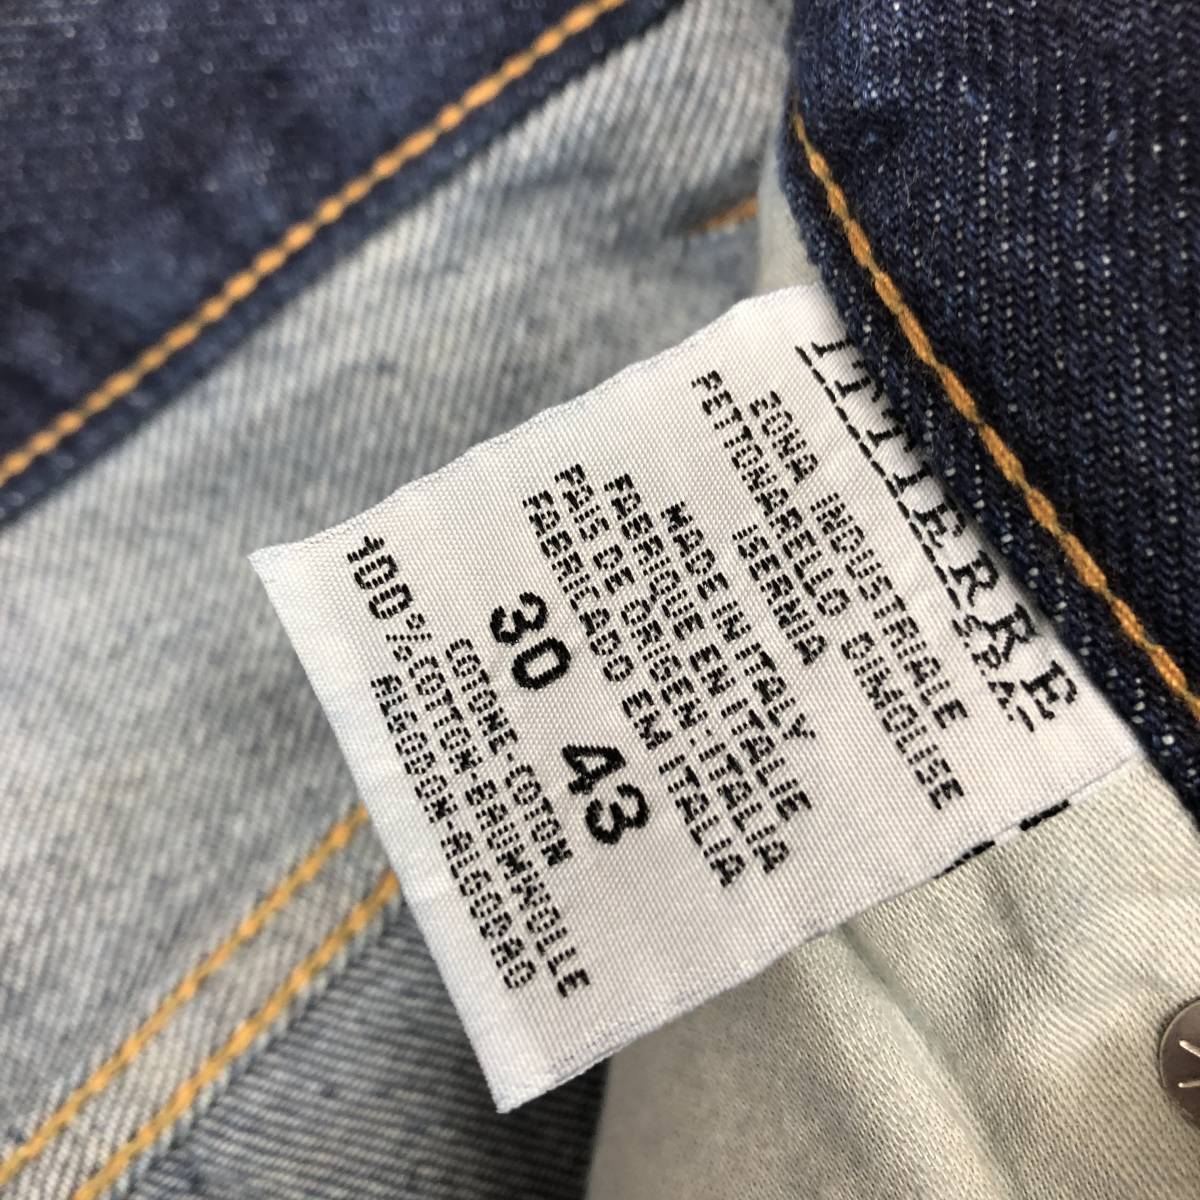 ITTIERRE
S.P.A.
ZONA INDUSTRIALE
PETTORANELLO DI MOLISE
ISERNIA
MADE IN ITALY
FABRIQUE EN ITALIE
PAIS DE ORIGEN-ITALIA
FABRICADO EM ITALIA
30 43
COTONE-COTON
100%COTTON-BAUMWOLLE
ALGODON-ALGODAO